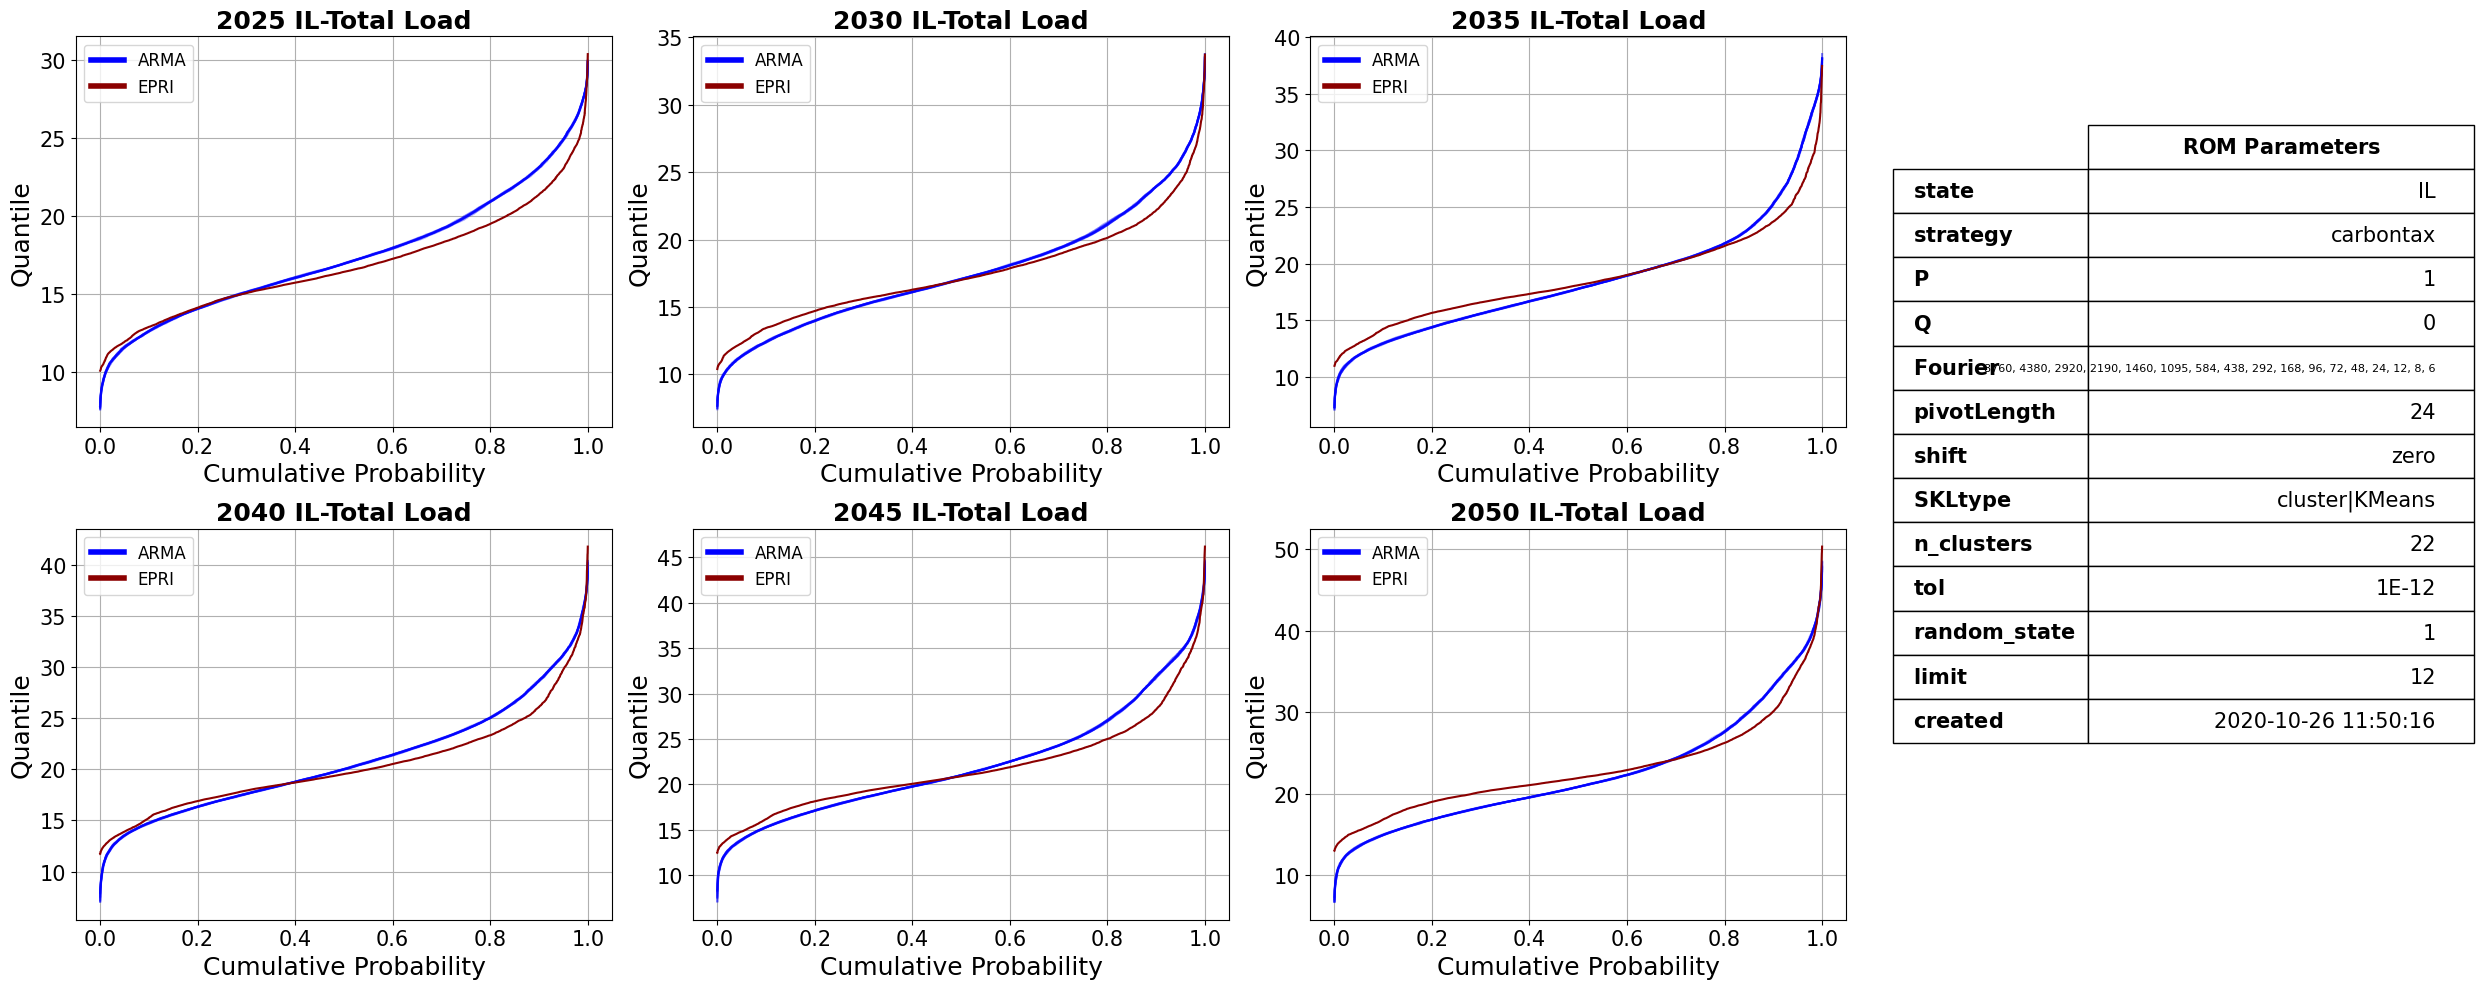 2025 IL-Total Load
ARMA
EPRI
Quantile
30
25
20
15
10
0.0 0.2 0.4 0.6 0.8 1.0
Cumulative Probability
2030 IL-Total Load
ARMA
EPRI
Quantile
35
30
25
20
15
10
0.0 0.2 0.4 0.6 0.8 1.0
Cumulative Probability
2035 IL-Total Load
ARMA
EPRI
Quantile
40
35
30
25
20
15
10
0.0 0.2 0.4 0.6 0.8 1.0
Cumulative Probability
2040 IL-Total Load
ARMA
EPRI
Quantile
40
35
30
25
20
15
10
0.0 0.2 0.4 0.6 0.8 1.0
Cumulative Probability
2045 IL-Total Load
ARMA
EPRI
Quantile
45
40
35
30
25
20
15
10
0.0 0.2 0.4 0.6 0.8 1.0
Cumulative Probability
2050 IL-Total Load
ARMA
EPRI
Quantile
50
40
30
20
10
0.0 0.2 0.4 0.6 0.8 1.0
Cumulative Probability
ROM Parameters
state IL
strategy carbontax
P 1
Q 0
Fourier 4380, 2920, 2190, 1460, 1095, 584, 438, 292, 168, 96, 72, 48, 24, 12, 8, 6
pivotLength 24
shift zero
SKLtype cluster|KMeans
n_clusters 22
tol 1E-12
random_state 1
limit 12
created 2020-10-26 11:50:16